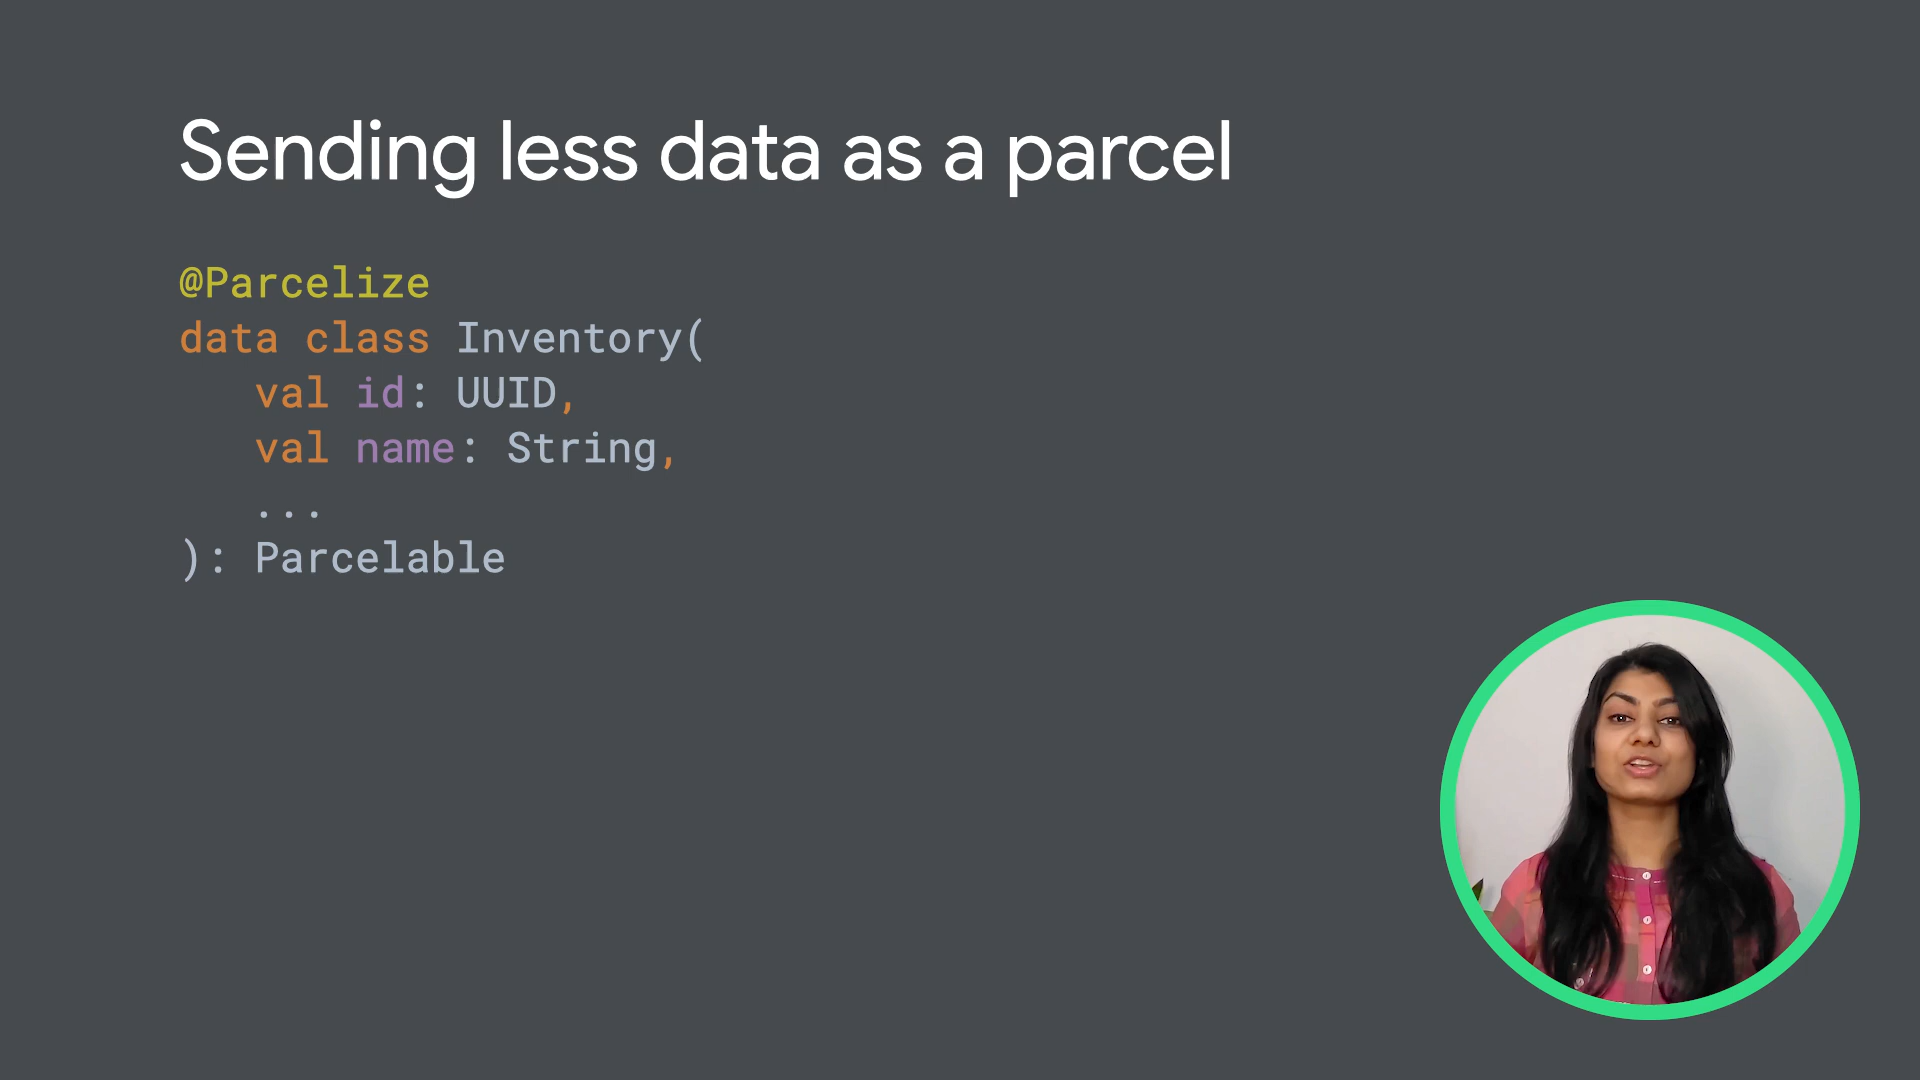 Sending less data as a parcel
@Parcelize
data class Inventory(
val id: UUID,
val name: String,
...
): Parcelable